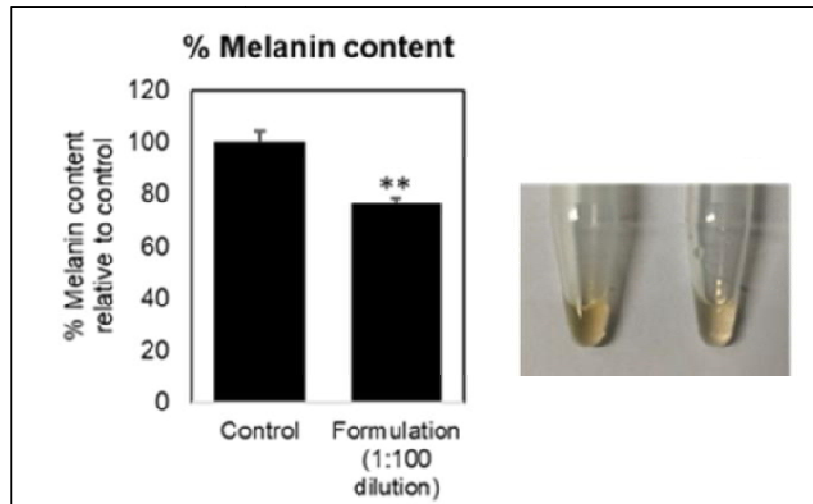 % Melanin content
% Melanin content
relative to control
120
100
80
60
40
20
0
**
Control
Formulation
(1:100
dilution)